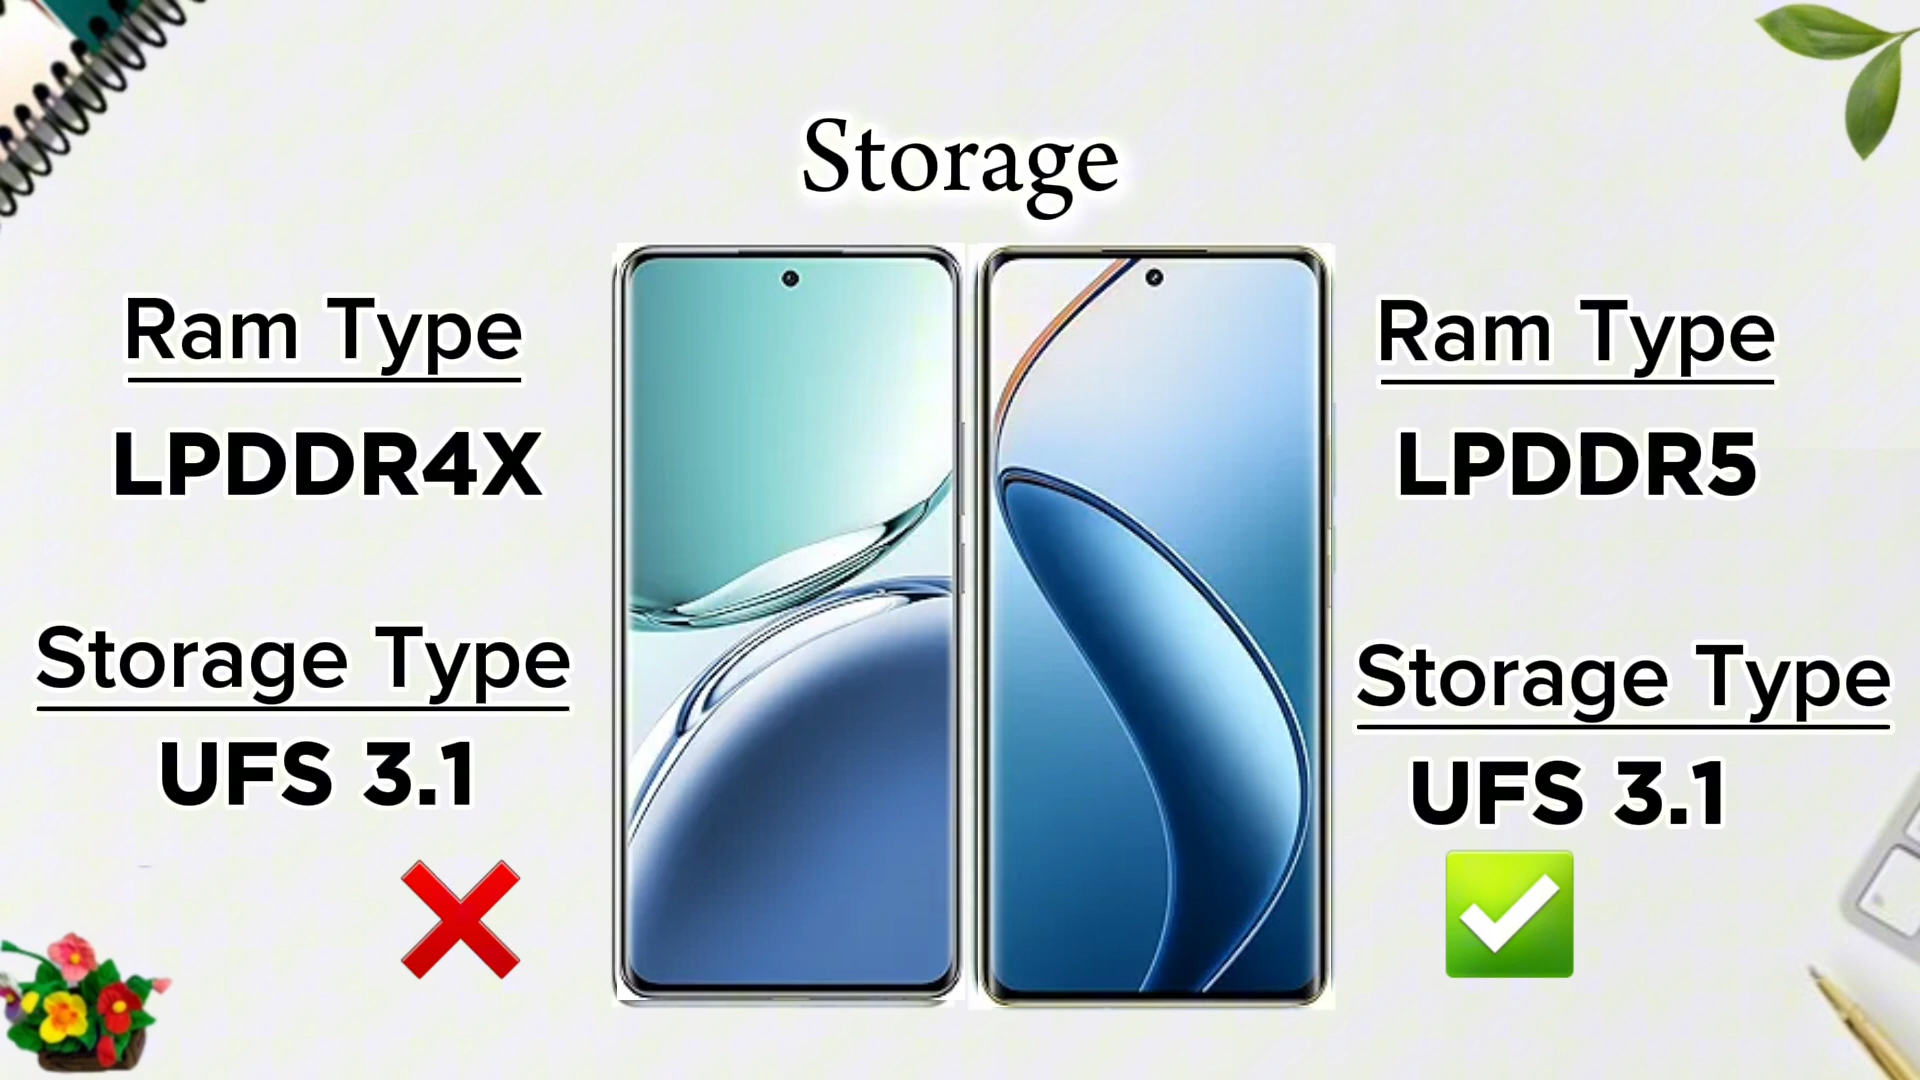 Storage
Ram Type
LPDDR4X
Storage Type
UFS 3.1
Ram Type
LPDDR5
Storage Type
UFS 3.1